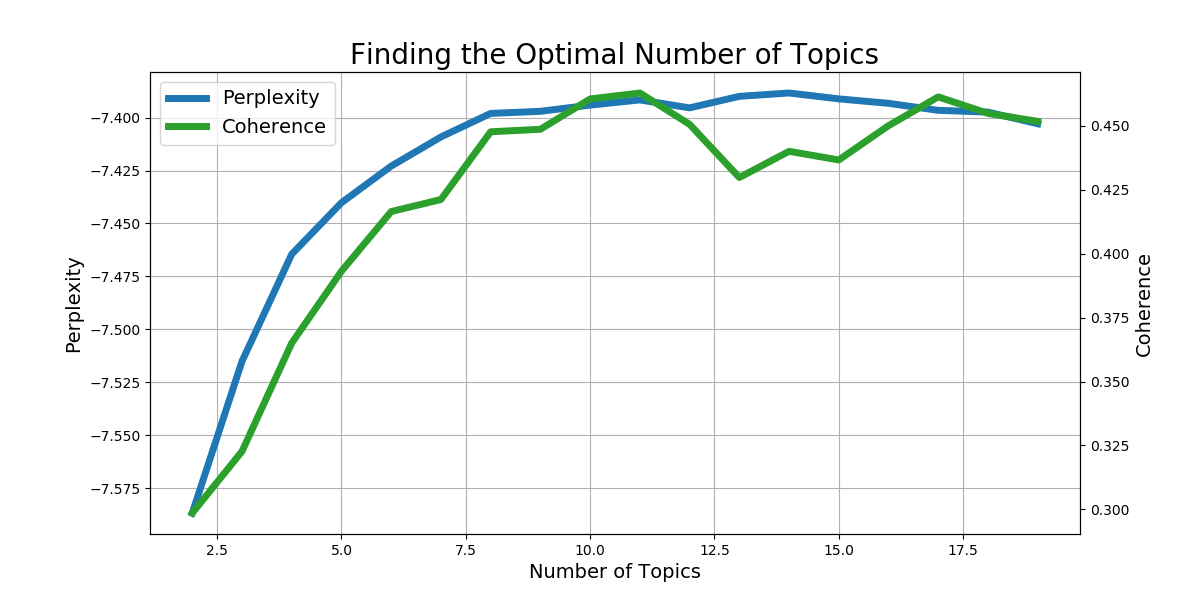 Finding the Optimal Number of Topics
Perplexity
Coherence
−7.400
−7.425
−7.450
−7.475
−7.500
−7.525
−7.550
−7.575
Perplexity
0.450
0.425
0.400
0.375
0.350
0.325
0.300
Coherence
2.5 5.0 7.5 10.0 12.5 15.0 17.5
Number of Topics